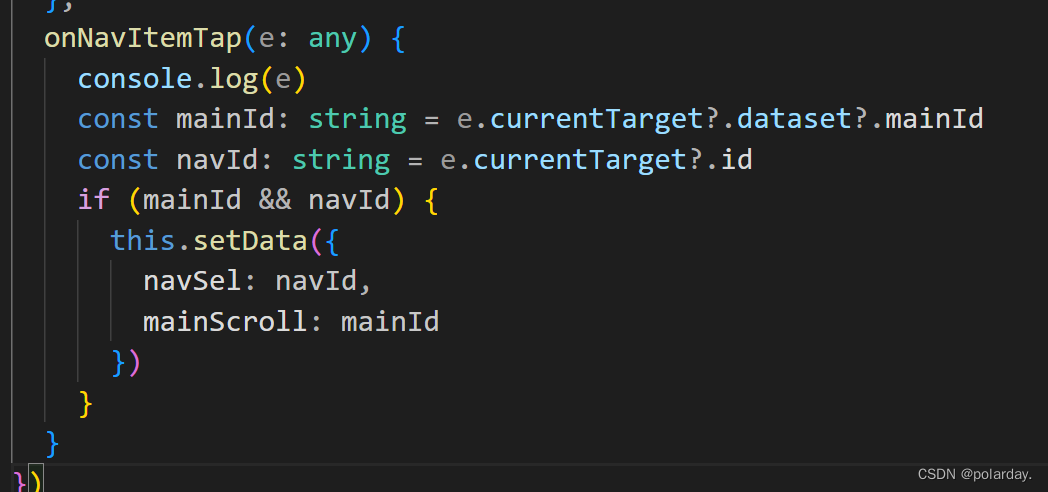 },
onNavItemTap(e: any) {
console.log(e)
const mainId: string = e.currentTarget?.dataset?.mainId
const navId: string = e.currentTarget?.id
if (mainId && navId) {
this.setData({
navSel: navId,
mainScroll: mainId
})
}
}
})
CSDN @polarday.